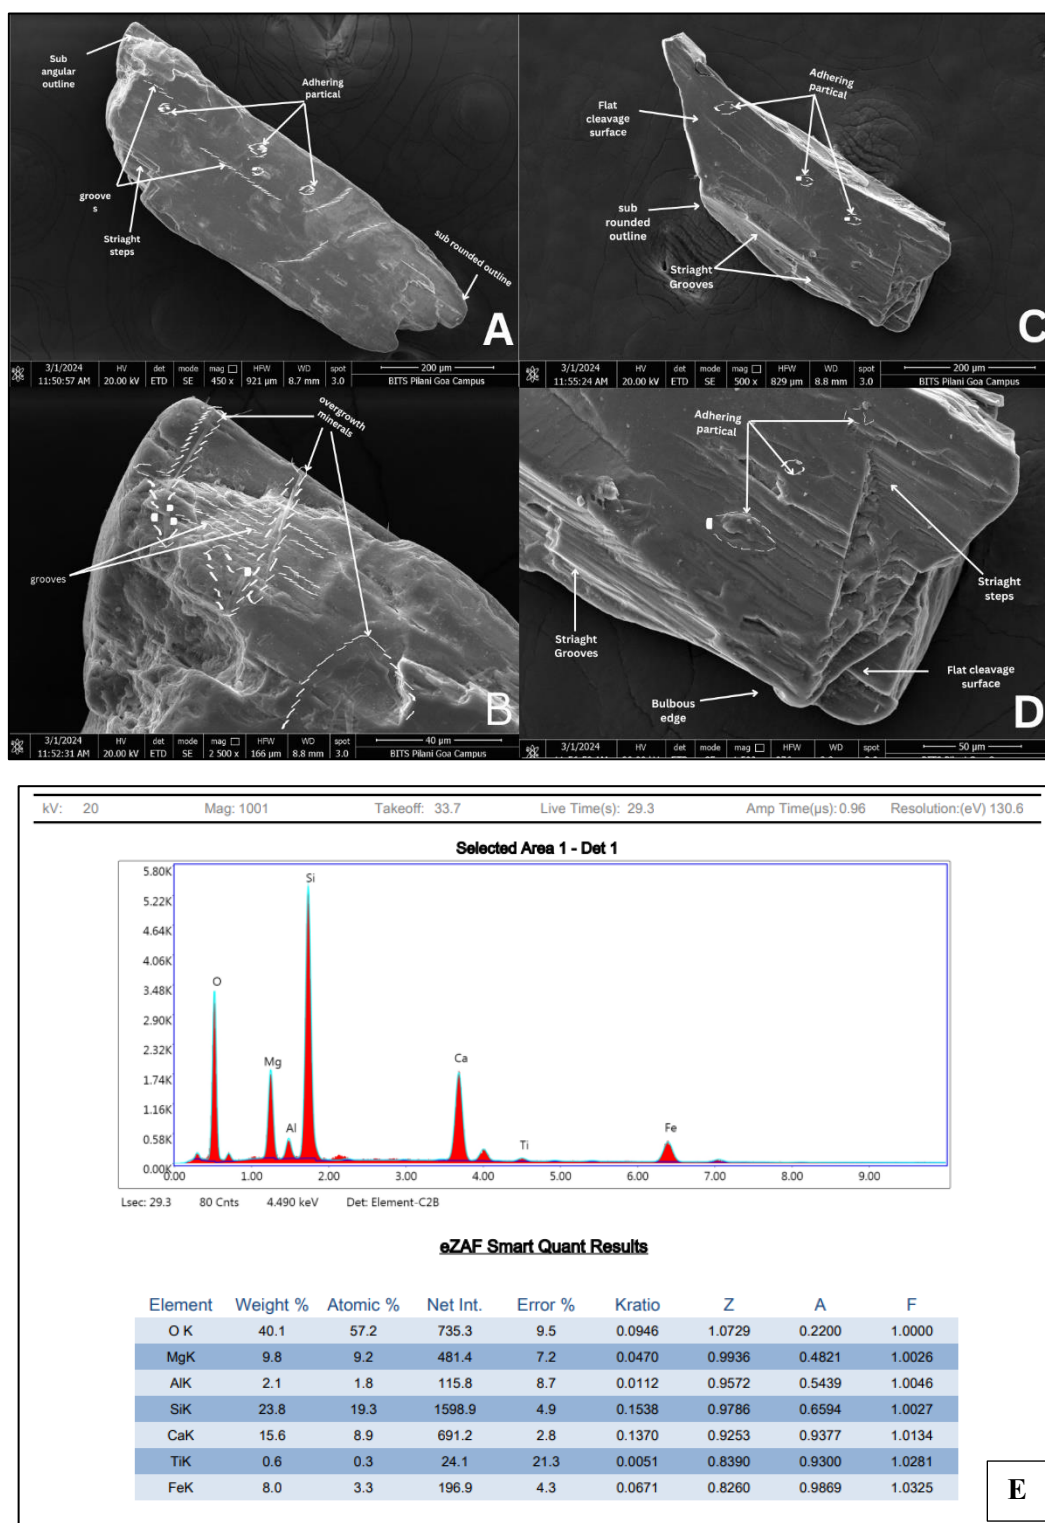 Sub
angular
outline
Adhering
partical
groove
s
Striaght
steps
sub rounded outline
A
3/1/2024 HV det mode mag HFW WD spot 200 µm
11:50:57 AM 20.00 kV ETD SE 450 x 921 µm 8.7 mm 3.0 BITS Pilani Goa Campus
Adhering
partical
Flat
cleavage
surface
sub
rounded
outline
Striaght
Grooves
C
3/1/2024 HV det mode mag HFW WD spot 200 µm
11:55:24 AM 20.00 kV ETD SE 500 x 829 µm 8.8 mm 3.0 BITS Pilani Goa Campus
overgrowth
minerals
grooves
B
3/1/2024 HV det mode mag HFW WD spot 40 µm
11:52:31 AM 20.00 kV ETD SE 2 500 x 166 µm 8.8 mm 3.0 BITS Pilani Goa Campus
Adhering
partical
Striaght
steps
Striaght
Grooves
Flat cleavage
surface
Bulbous
edge
D
3/1/2024 HV det mode mag HFW WD spot 50 µm
kV: 20 Mag: 1001 Takeoff: 33.7 Live Time(s): 29.3 Amp Time(µs): 0.96 Resolution:(eV) 130.6
Selected Area 1 - Det 1
5.80K
5.22K
4.64K
4.06K
3.48K
2.90K
2.32K
1.74K
1.16K
0.58K
0.00K
O
Mg
Al
Si
Ca
Ti
Fe
0.00 1.00 2.00 3.00 4.00 5.00 6.00 7.00 8.00 9.00
Lsec: 29.3 80 Cnts 4.490 keV Det: Element-C2B
eZAF Smart Quant Results
Element Weight % Atomic % Net Int. Error % Kratio Z A F
O K 40.1 57.2 735.3 9.5 0.0946 1.0729 0.2200 1.0000
MgK 9.8 9.2 481.4 7.2 0.0470 0.9936 0.4821 1.0026
AlK 2.1 1.8 115.8 8.7 0.0112 0.9572 0.5439 1.0046
SiK 23.8 19.3 1598.9 4.9 0.1538 0.9786 0.6594 1.0027
CaK 15.6 8.9 691.2 2.8 0.1370 0.9253 0.9377 1.0134
TiK 0.6 0.3 24.1 21.3 0.0051 0.8390 0.9300 1.0281
FeK 8.0 3.3 196.9 4.3 0.0671 0.8260 0.9869 1.0325
E